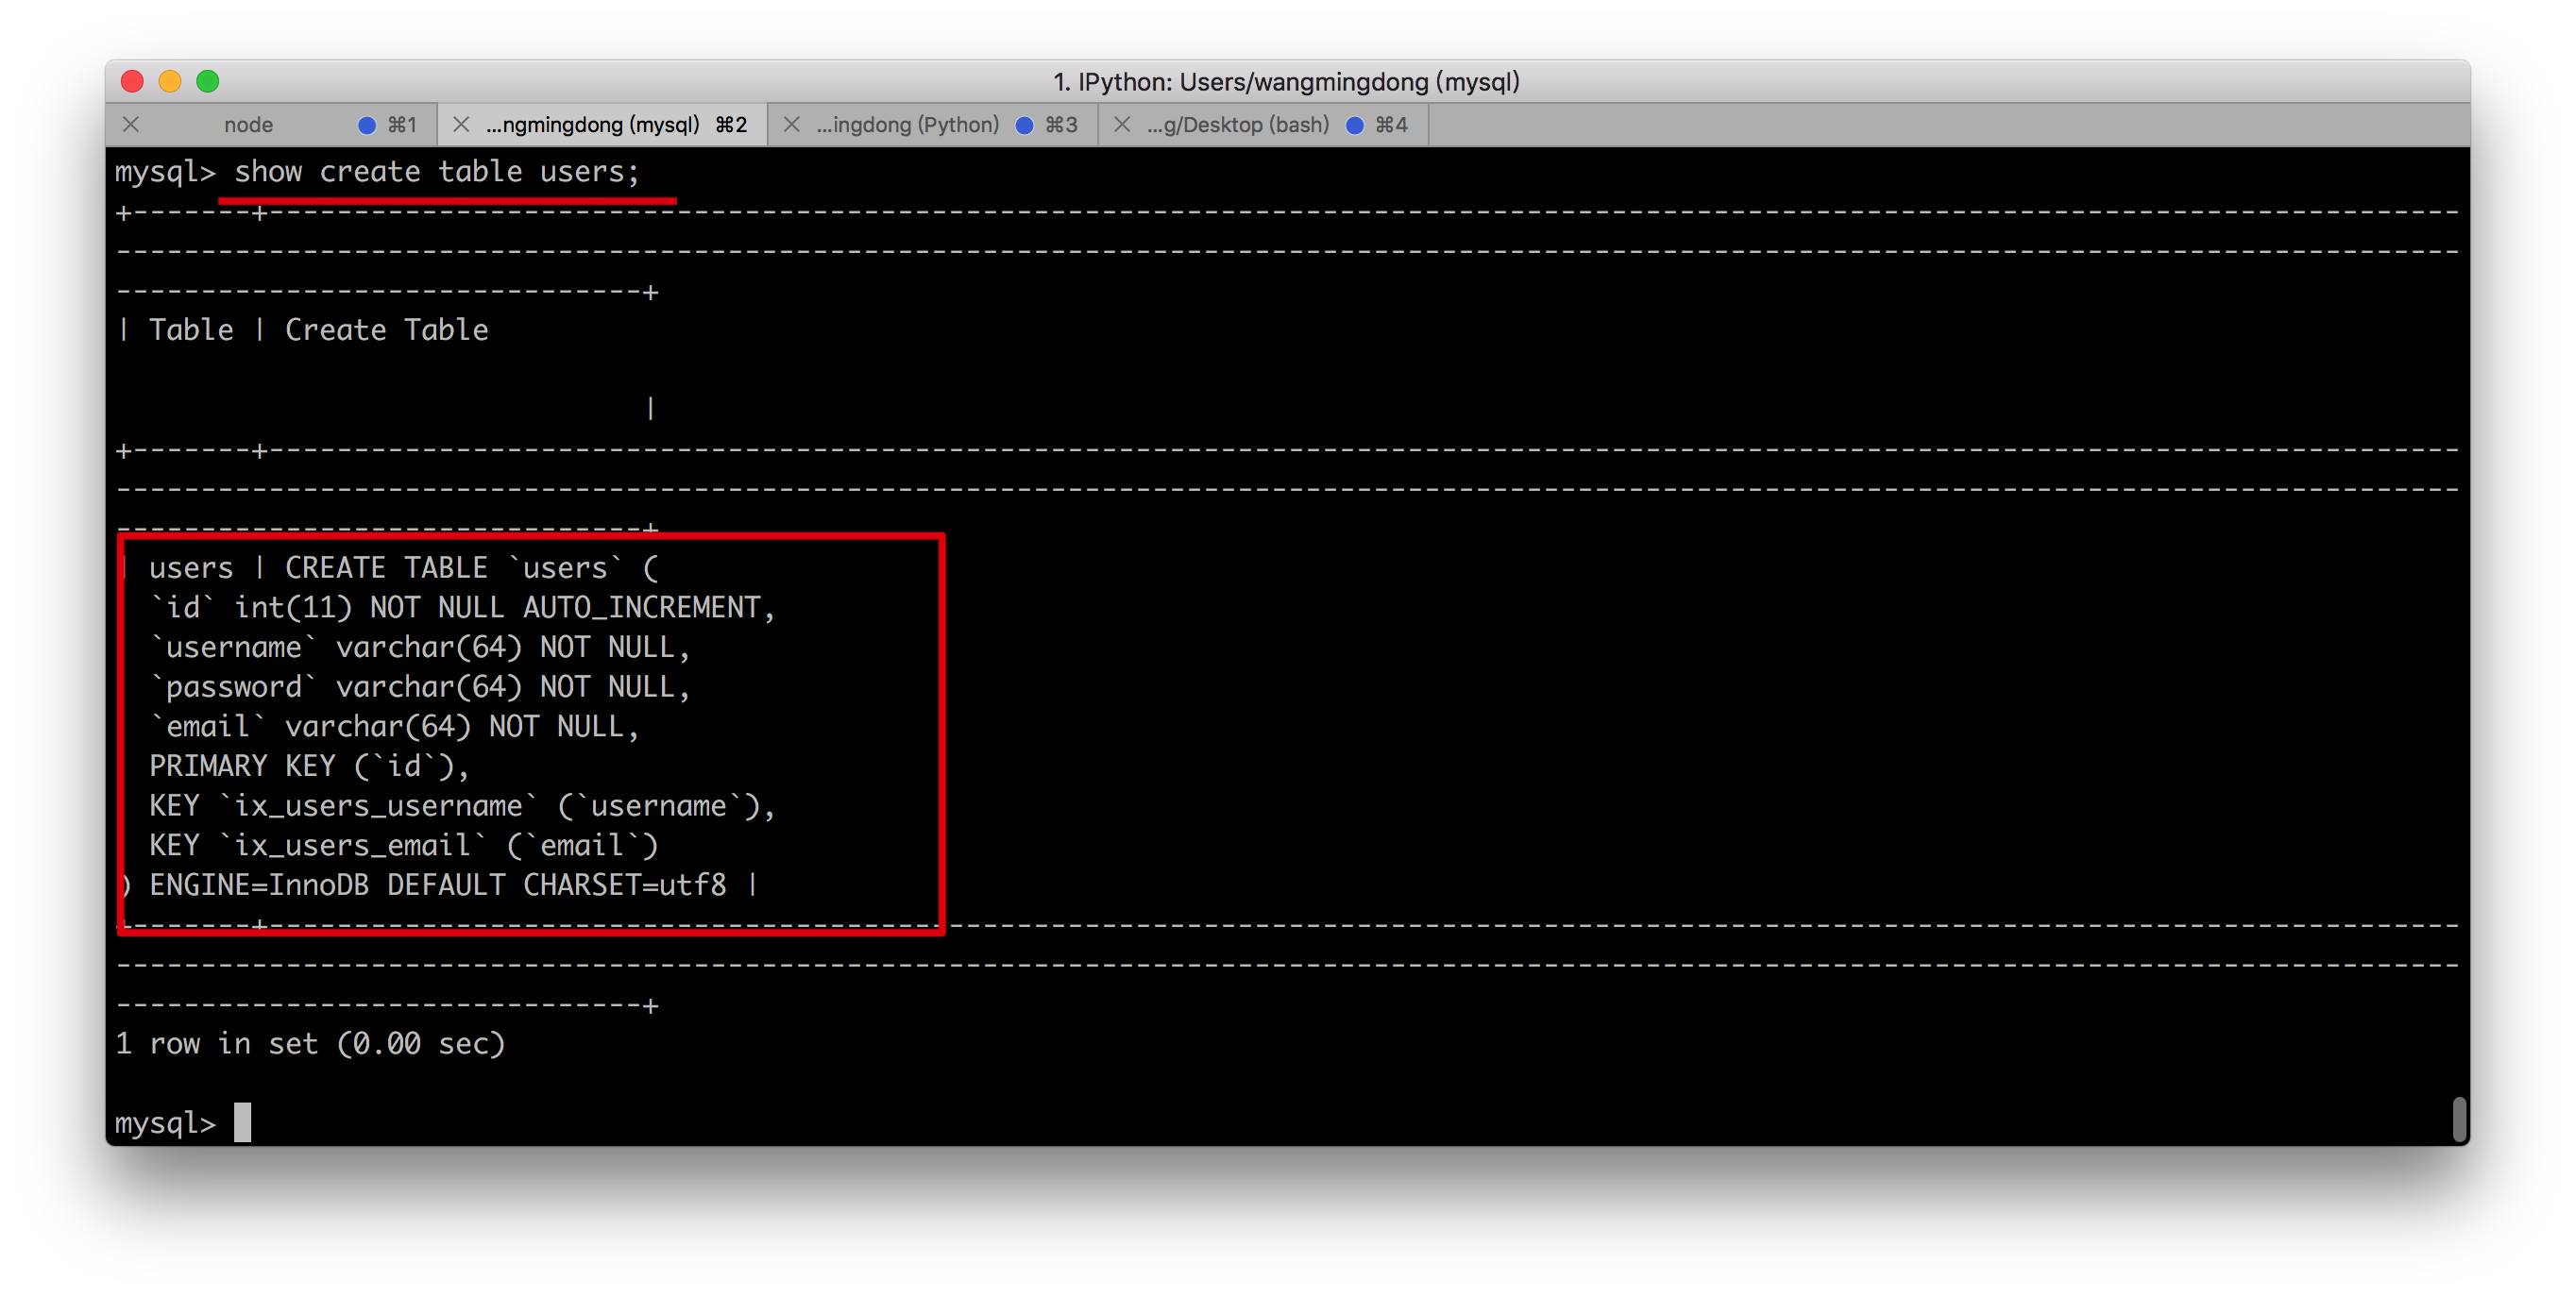 1. IPython: Users/wangmingdong (mysql)
node ⌘1 ...ngmingdong (mysql) ⌘2 ...ingdong (Python) ⌘3 ...g/Desktop (bash) ⌘4
mysql> show create table users;
| Table | Create Table
|
| users | CREATE TABLE `users` (
`id` int(11) NOT NULL AUTO_INCREMENT,
`username` varchar(64) NOT NULL,
`password` varchar(64) NOT NULL,
`email` varchar(64) NOT NULL,
PRIMARY KEY (`id`),
KEY `ix_users_username` (`username`),
KEY `ix_users_email` (`email`)
) ENGINE=InnoDB DEFAULT CHARSET=utf8 |
1 row in set (0.00 sec)
mysql>